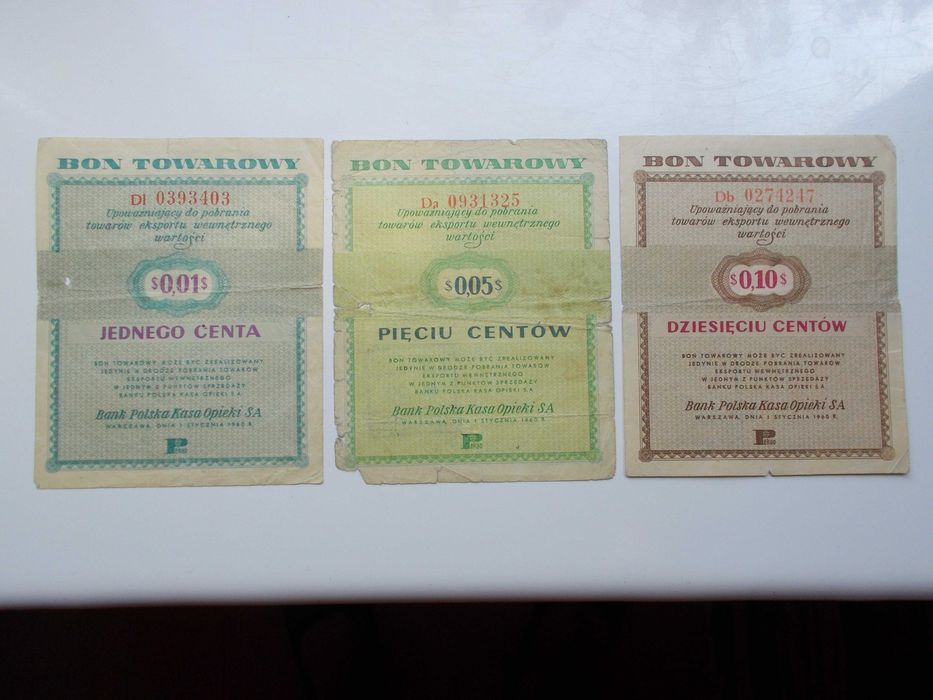 BON TOWAROWY
Dl 0393403
Upoważniający do pobrania
towarów eksportu wewnętrznego
wartości
$0,01$
JEDNEGO CENTA
BON TOWAROWY MOŻE BYĆ ZREALIZOWANY
JEDYNIE W DRODZE POBRANIA TOWARÓW
EKSPORTU WEWNĘTRZNEGO
W JEDNYM Z PUNKTÓW SPRZEDAŻY
BANKU POLSKA KASA OPIEKI S.A.
Bank Polska Kasa Opieki SA
WARSZAWA, DNIA 1 STYCZNIA 1960 R.
PeKaO
BON TOWAROWY
Da 0931325
Upoważniający do pobrania
towarów eksportu wewnętrznego
wartości
$0,05$
PIĘCIU CENTÓW
BON TOWAROWY MOŻE BYĆ ZREALIZOWANY
JEDYNIE W DRODZE POBRANIA TOWARÓW
EKSPORTU WEWNĘTRZNEGO
W JEDNYM Z PUNKTÓW SPRZEDAŻY
BANKU POLSKA KASA OPIEKI S.A.
Bank Polska Kasa Opieki SA
WARSZAWA, DNIA 1 STYCZNIA 1960 R.
PeKaO
BON TOWAROWY
Db 0274247
Upoważniający do pobrania
towarów eksportu wewnętrznego
wartości
$0,10$
DZIESIĘCIU CENTÓW
BON TOWAROWY MOŻE BYĆ ZREALIZOWANY
JEDYNIE W DRODZE POBRANIA TOWARÓW
EKSPORTU WEWNĘTRZNEGO
W JEDNYM Z PUNKTÓW SPRZEDAŻY
BANKU POLSKA KASA OPIEKI S.A.
Bank Polska Kasa Opieki SA
WARSZAWA, DNIA 1 STYCZNIA 1960 R.
PeKaO